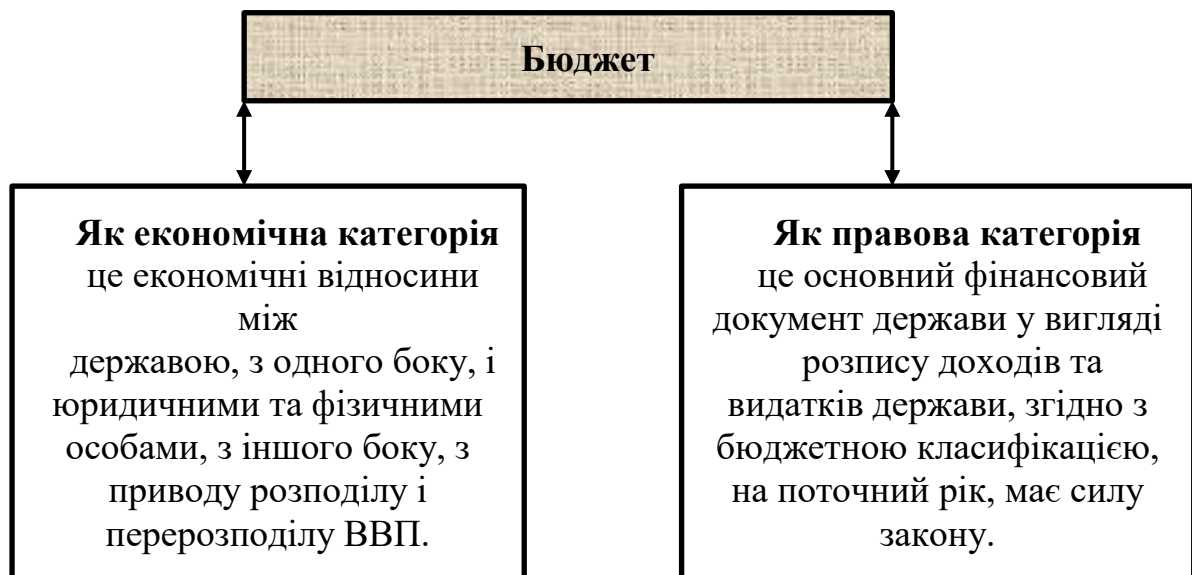 Бюджет
Як економічна категорія
це економічні відносини
між
державою, з одного боку, і
юридичними та фізичними
особами, з іншого боку, з
приводу розподілу і
перерозподілу ВВП.
Як правова категорія
це основний фінансовий
документ держави у вигляді
розпису доходів та
видатків держави, згідно з
бюджетною класифікацією,
на поточний рік, має силу
закону.